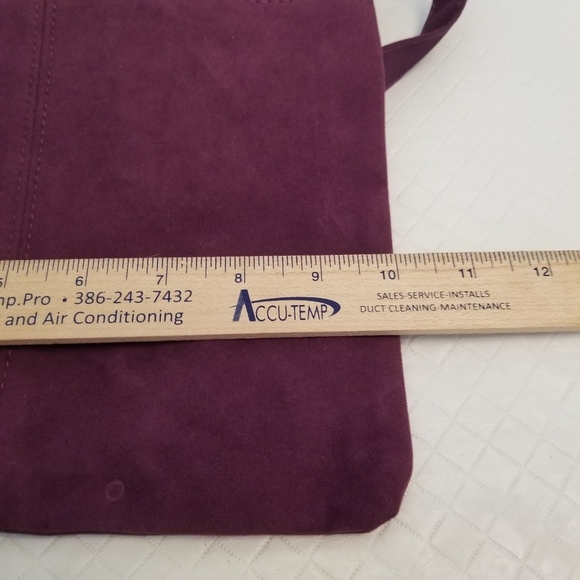 5 6 7 8 9 10 11 12
mp.Pro • 386-243-7432
and Air Conditioning
ACCU-TEMP
SALES-SERVICE-INSTALLS
DUCT CLEANING-MAINTENANCE